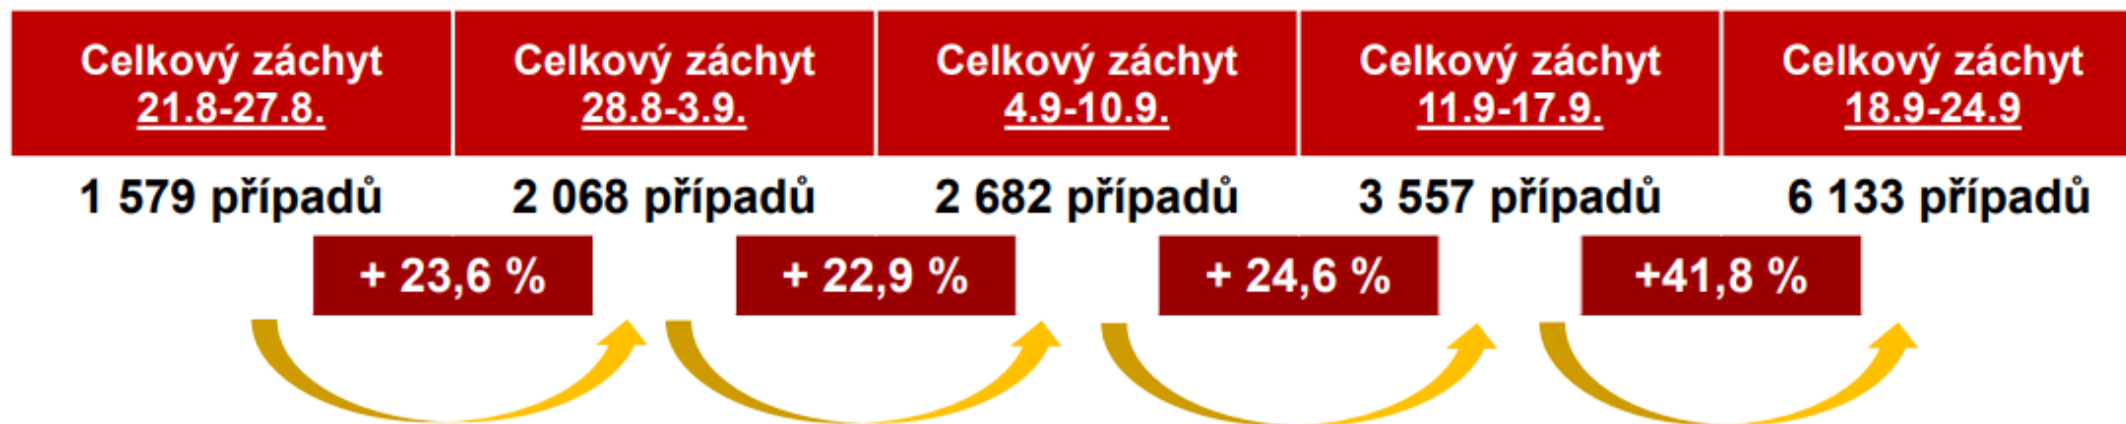 Celkový záchyt
21.8-27.8.
Celkový záchyt
28.8-3.9.
Celkový záchyt
4.9-10.9.
Celkový záchyt
11.9-17.9.
Celkový záchyt
18.9-24.9
1 579 případů
2 068 případů
2 682 případů
3 557 případů
6 133 případů
+ 23,6 %
+ 22,9 %
+ 24,6 %
+41,8 %